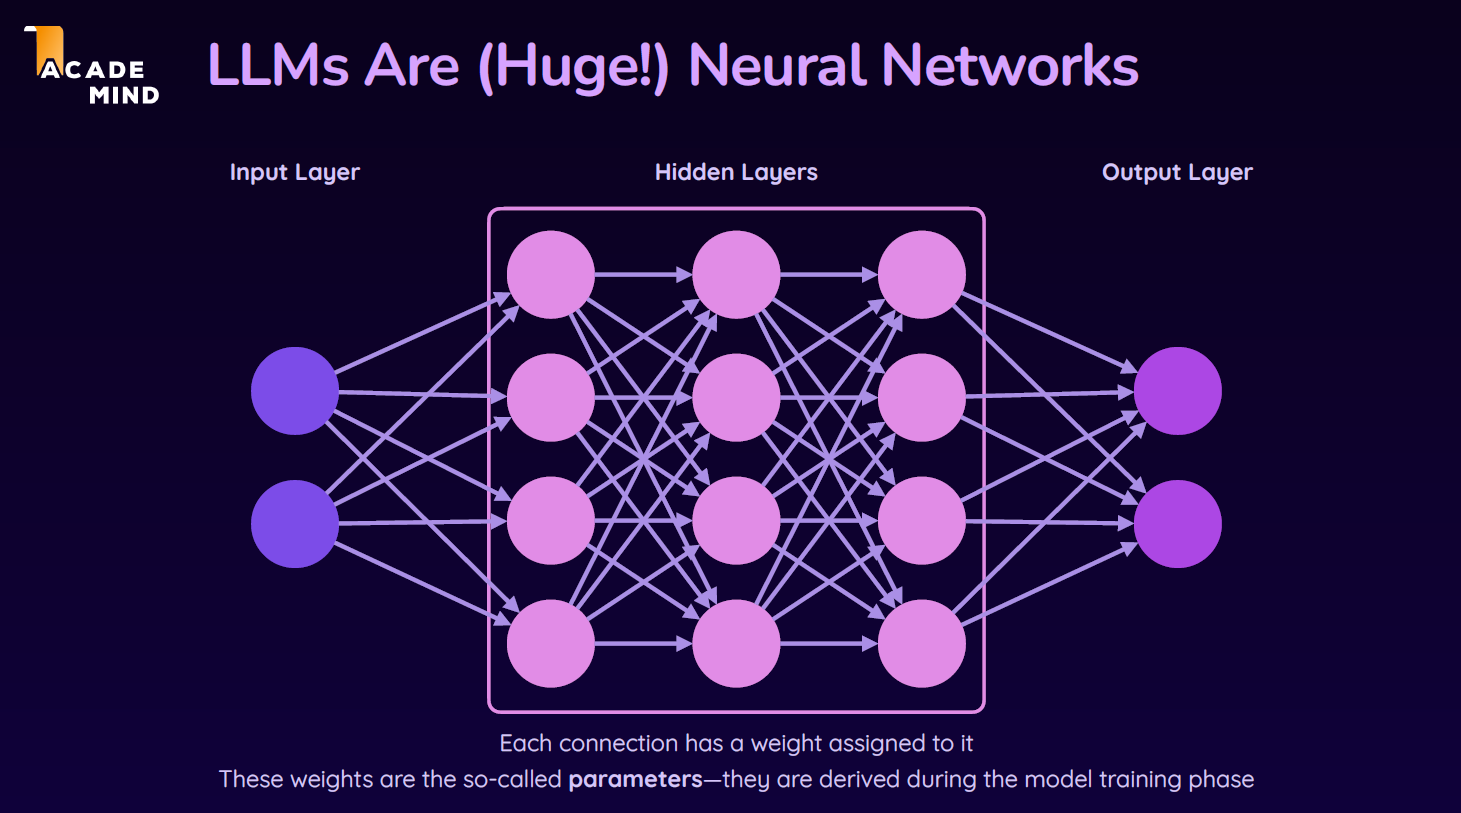 ACADE
MIND
LLMs Are (Huge!) Neural Networks
Input Layer
Hidden Layers
Output Layer
Each connection has a weight assigned to it
These weights are the so-called parameters—they are derived during the model training phase